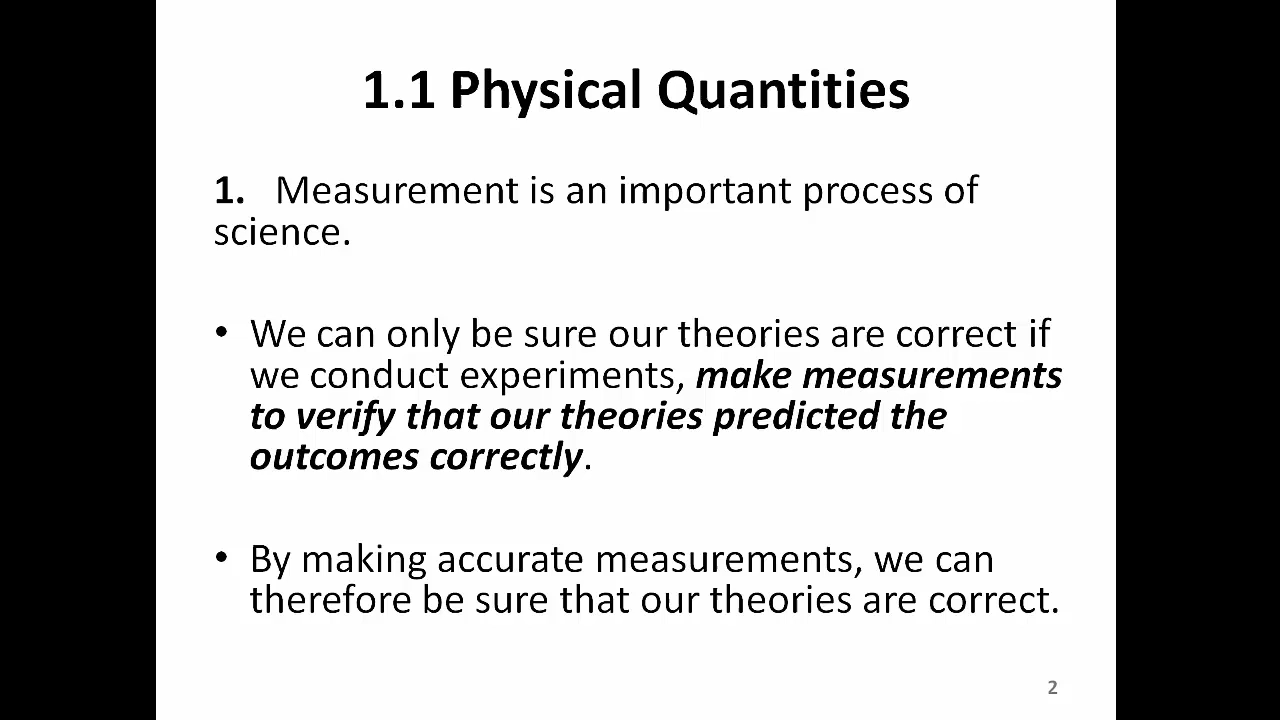 1.1 Physical Quantities
1. Measurement is an important process of
science.
• We can only be sure our theories are correct if
we conduct experiments, make measurements
to verify that our theories predicted the
outcomes correctly.
• By making accurate measurements, we can
therefore be sure that our theories are correct.
2